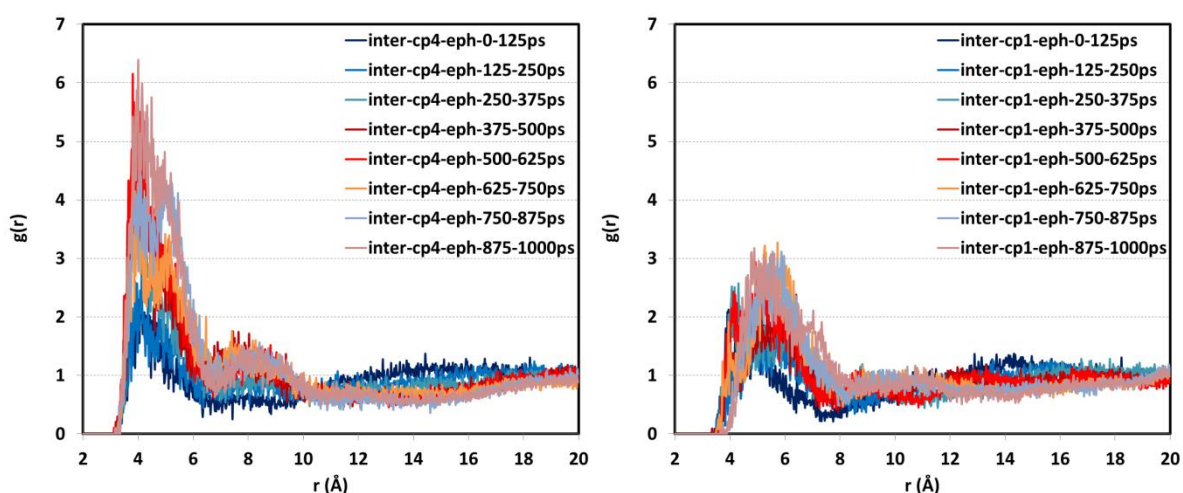 7
6
5
4
3
2
1
0
g(r)
inter-cp4-eph-0-125ps
inter-cp4-eph-125-250ps
inter-cp4-eph-250-375ps
inter-cp4-eph-375-500ps
inter-cp4-eph-500-625ps
inter-cp4-eph-625-750ps
inter-cp4-eph-750-875ps
inter-cp4-eph-875-1000ps
2 4 6 8 10 12 14 16 18 20
r (Å)
7
6
5
4
3
2
1
0
g(r)
inter-cp1-eph-0-125ps
inter-cp1-eph-125-250ps
inter-cp1-eph-250-375ps
inter-cp1-eph-375-500ps
inter-cp1-eph-500-625ps
inter-cp1-eph-625-750ps
inter-cp1-eph-750-875ps
inter-cp1-eph-875-1000ps
2 4 6 8 10 12 14 16 18 20
r (Å)